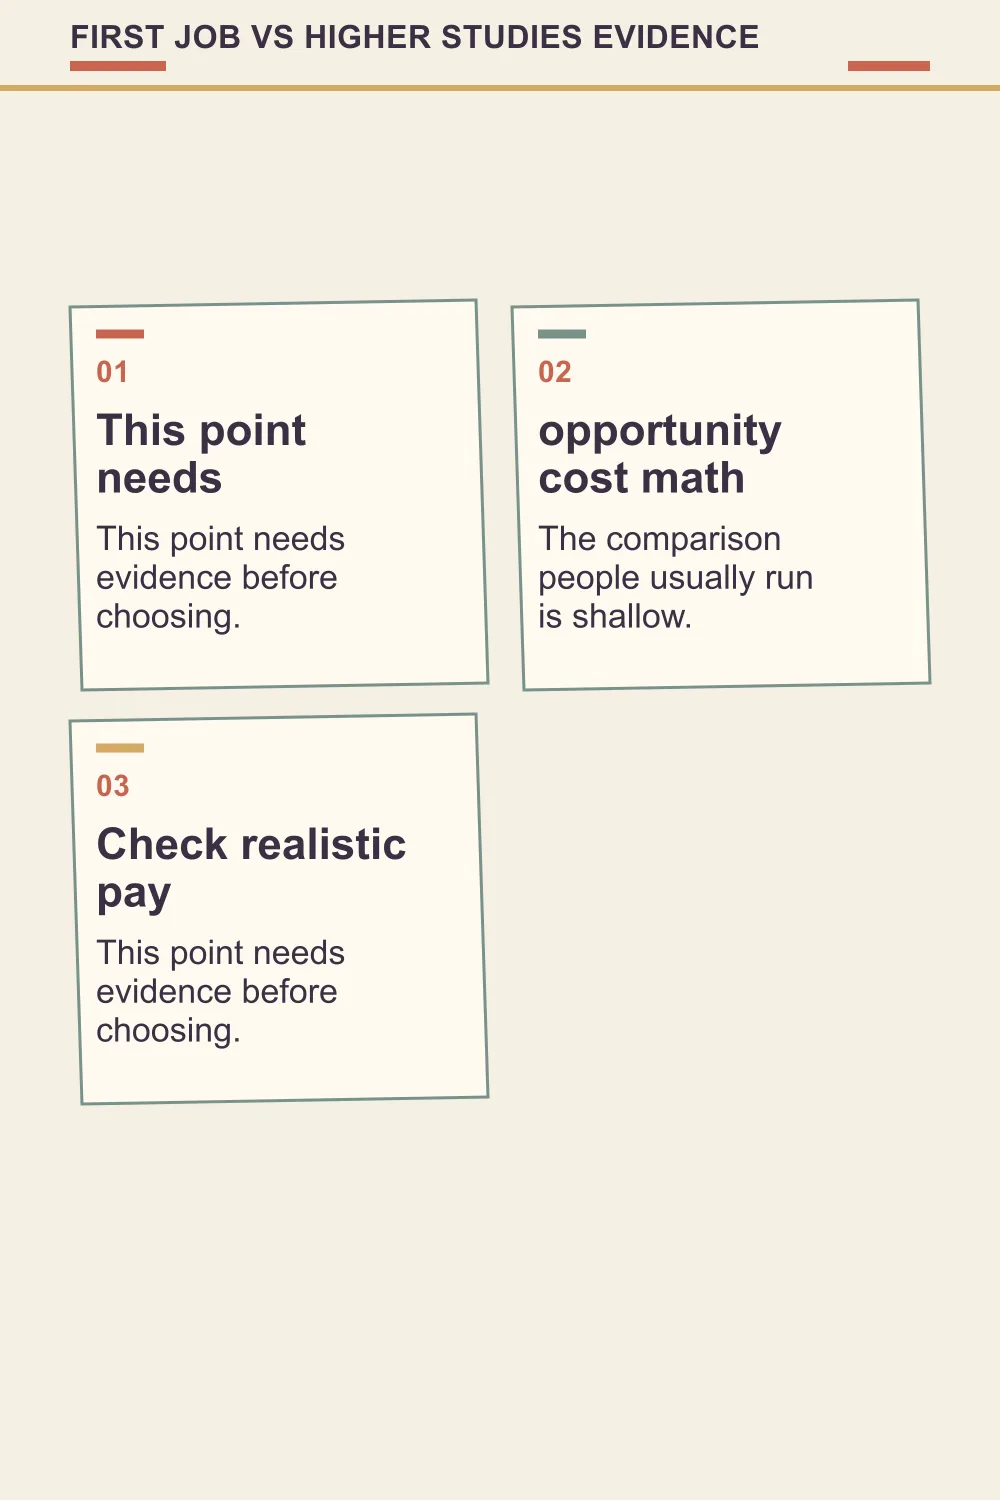 FIRST JOB VS HIGHER STUDIES EVIDENCE
01
This point
needs
This point needs
evidence before
choosing.
02
opportunity
cost math
The comparison
people usually run
is shallow.
03
Check realistic
pay
This point needs
evidence before
choosing.